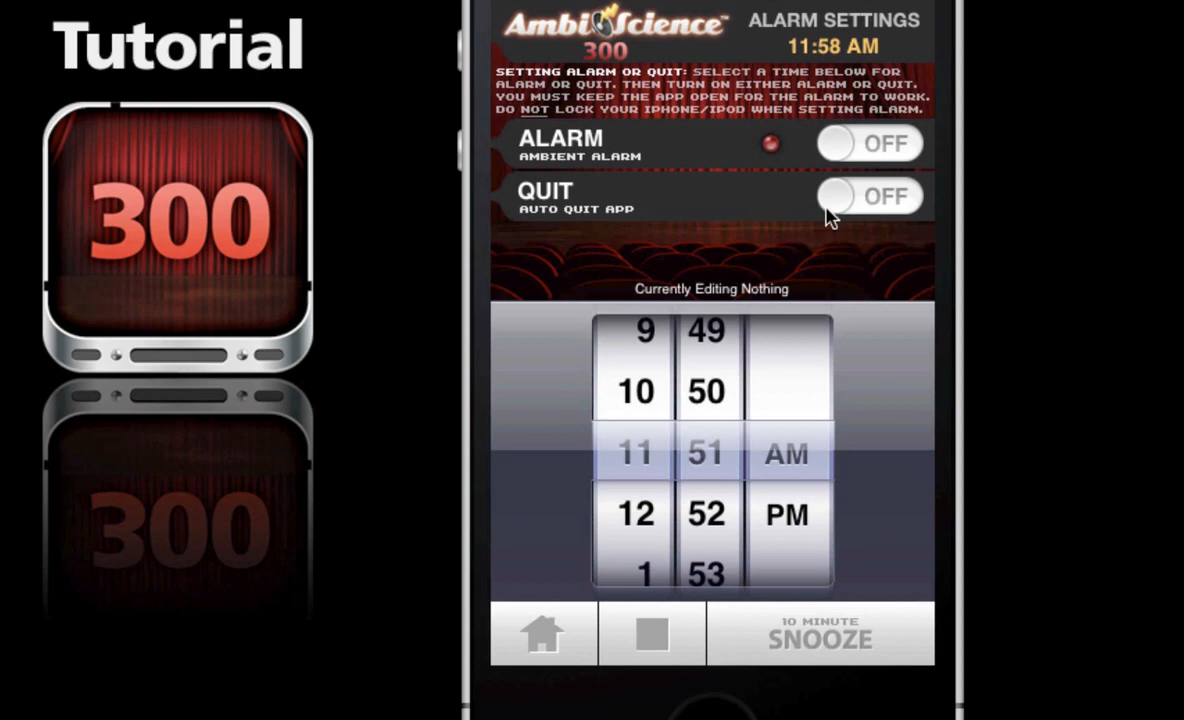 Tutorial
300
300
AmbiScience™
300
ALARM SETTINGS
11:58 AM
SETTING ALARM OR QUIT: SELECT A TIME BELOW FOR
ALARM OR QUIT. THEN TURN ON EITHER ALARM OR QUIT.
YOU MUST KEEP THE APP OPEN FOR THE ALARM TO WORK.
DO NOT LOCK YOUR IPHONE/IPOD WHEN SETTING ALARM.
ALARM
AMBIENT ALARM
OFF
QUIT
AUTO QUIT APP
OFF
Currently Editing Nothing
9 49
10 50
11 51 AM
12 52 PM
1 53
10 MINUTE
SNOOZE